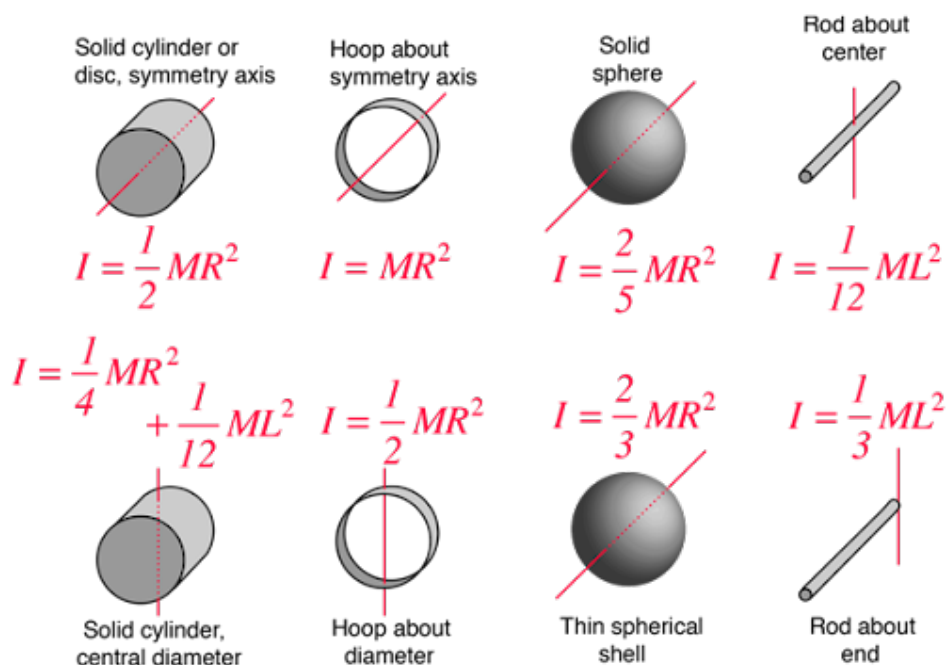 Solid cylinder or
disc, symmetry axis
Hoop about
symmetry axis
Solid
sphere
Rod about
center
I = 1/2 MR²
I = MR²
I = 2/5 MR²
I = 1/12 ML²
I = 1/4 MR²
+ 1/12 ML²
I = 1/2 MR²
I = 2/3 MR²
I = 1/3 ML²
Solid cylinder,
central diameter
Hoop about
diameter
Thin spherical
shell
Rod about
end